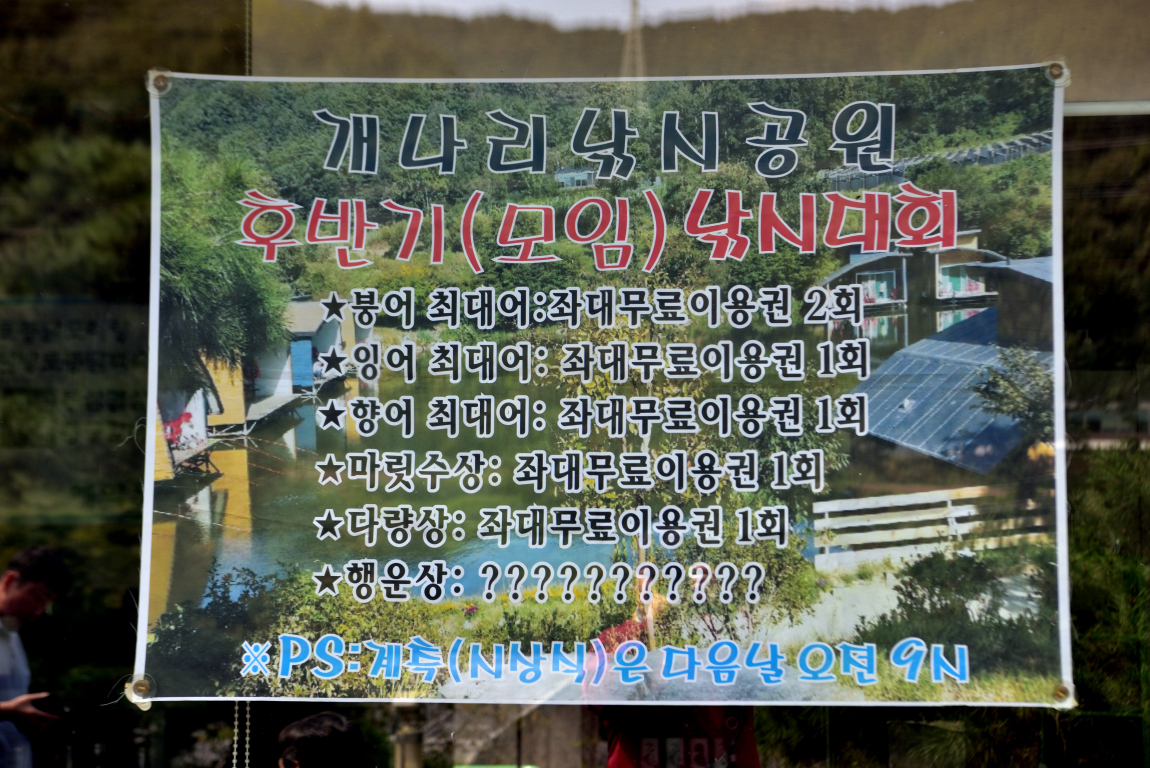 개나리낚시공원
후반기(모임)낚시대회
★붕어 최대어:좌대무료이용권 2회
★잉어 최대어: 좌대무료이용권 1회
★향어 최대어: 좌대무료이용권 1회
★마릿수상: 좌대무료이용권 1회
★다량상: 좌대무료이용권 1회
★행운상: ???????????
※PS:계측(시상식)은 다음날 오전 9시